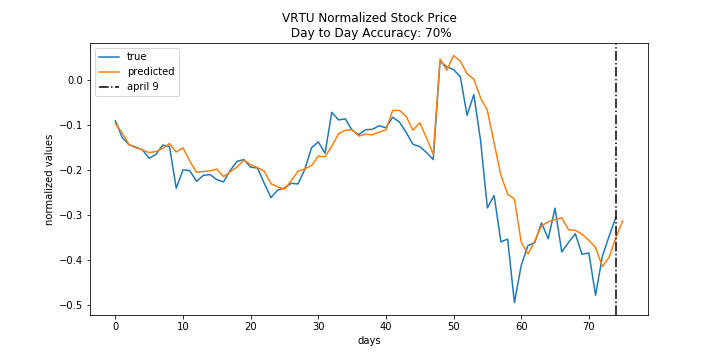 VRTU Normalized Stock Price
Day to Day Accuracy: 70%
true
predicted
april 9
normalized values
0.0
−0.1
−0.2
−0.3
−0.4
−0.5
0 10 20 30 40 50 60 70
days